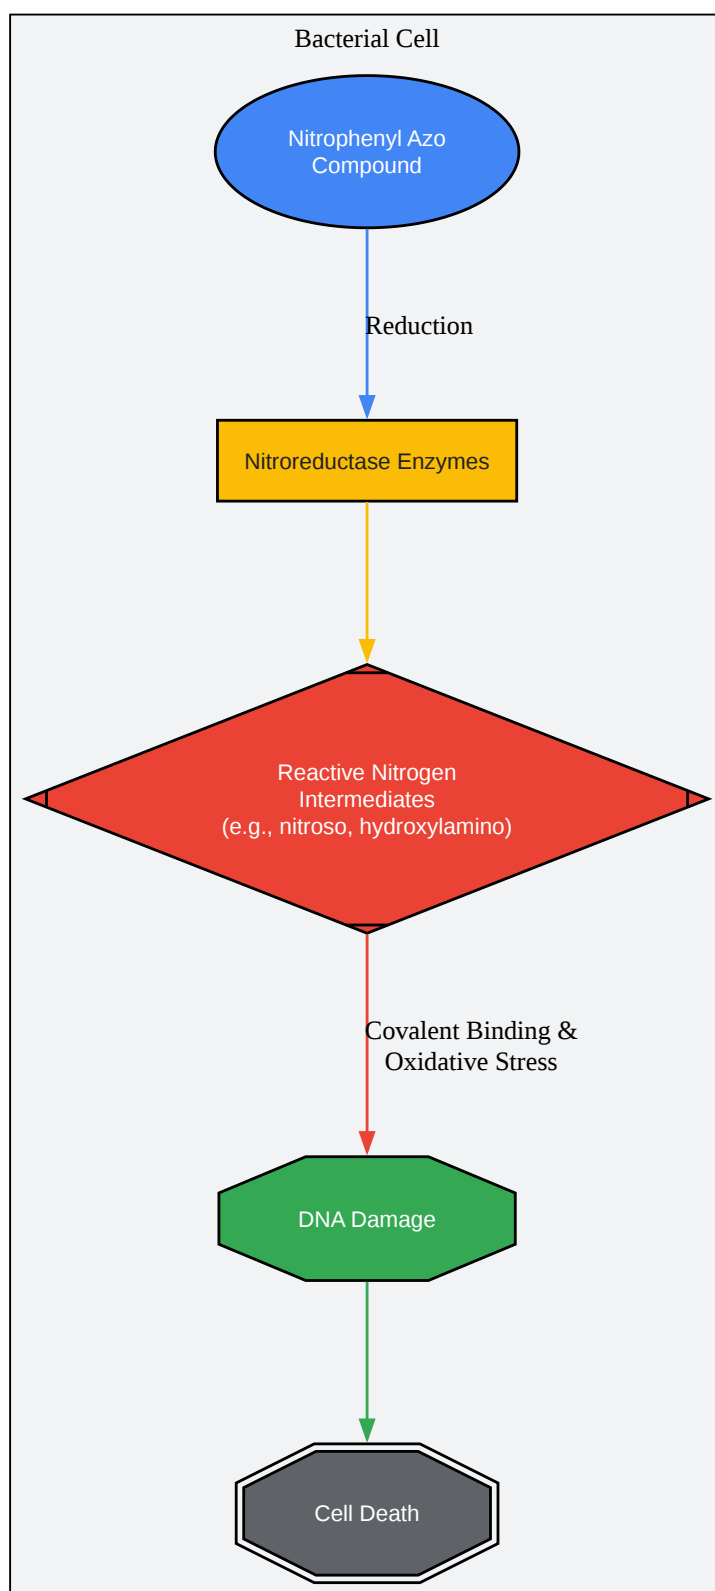 Bacterial Cell
Nitrophenyl Azo
Compound
Reduction
Nitroreductase Enzymes
Reactive Nitrogen
Intermediates
(e.g., nitroso, hydroxylamino)
Covalent Binding &
Oxidative Stress
DNA Damage
Cell Death